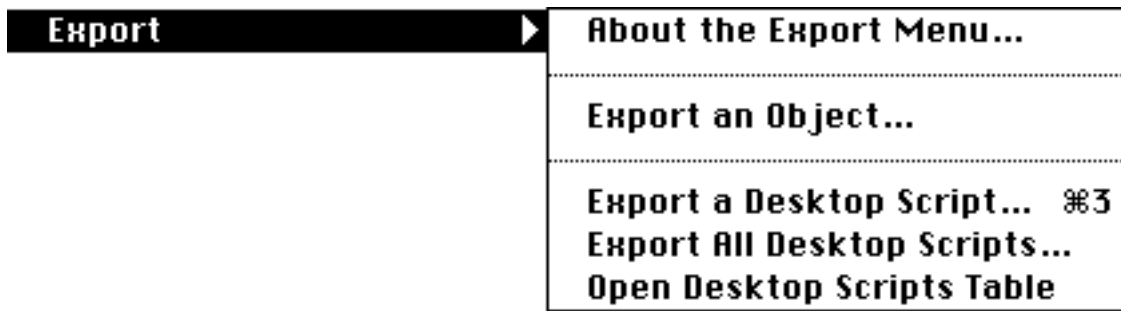 Export
About the Export Menu...
Export an Object...
Export a Desktop Script... ⌘3
Export All Desktop Scripts...
Open Desktop Scripts Table